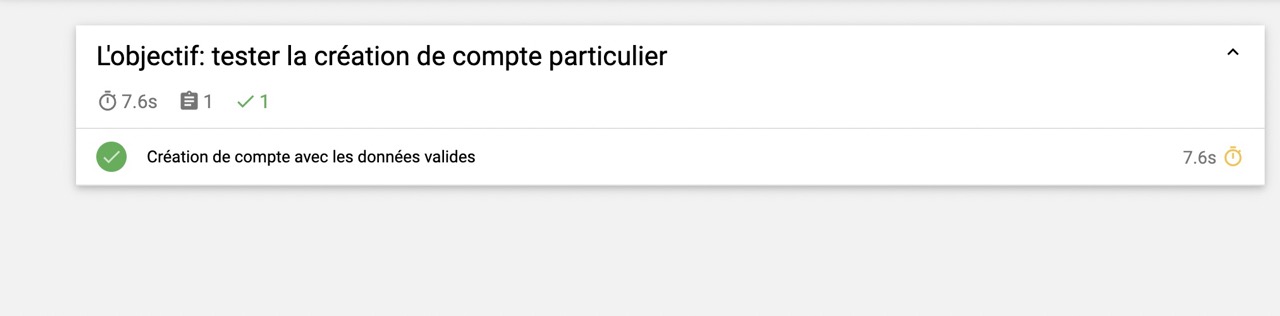 L'objectif: tester la création de compte particulier
7.6s 1 1
Création de compte avec les données valides 7.6s